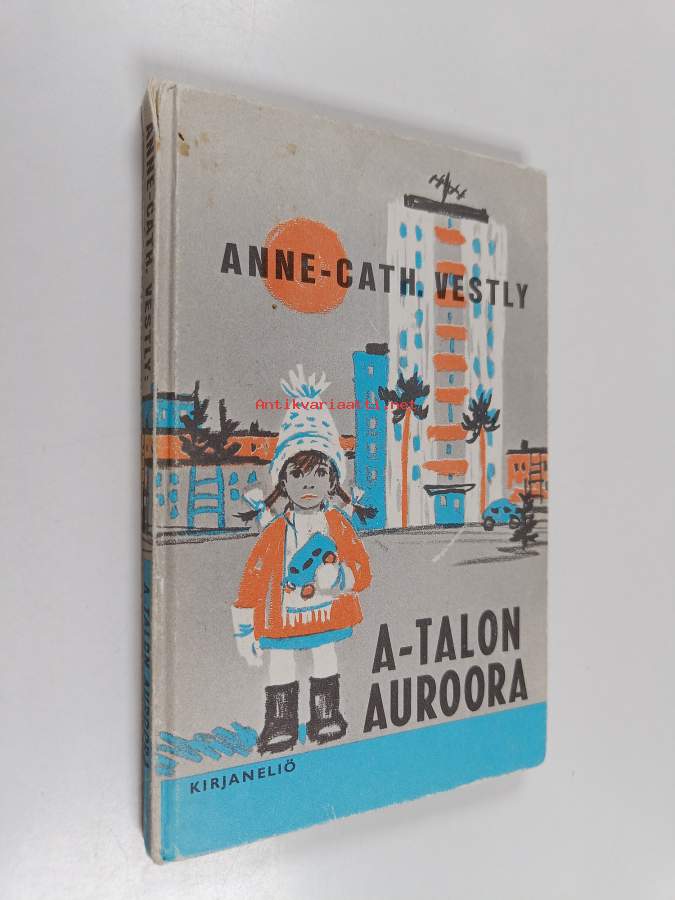 ANNE-CATH. VESTLY
Antikvariaatti.net
A-TALON
AUROORA
KIRJANELIÖ
ANNE-CATH. VESTLY:
A-TALON AUROORA